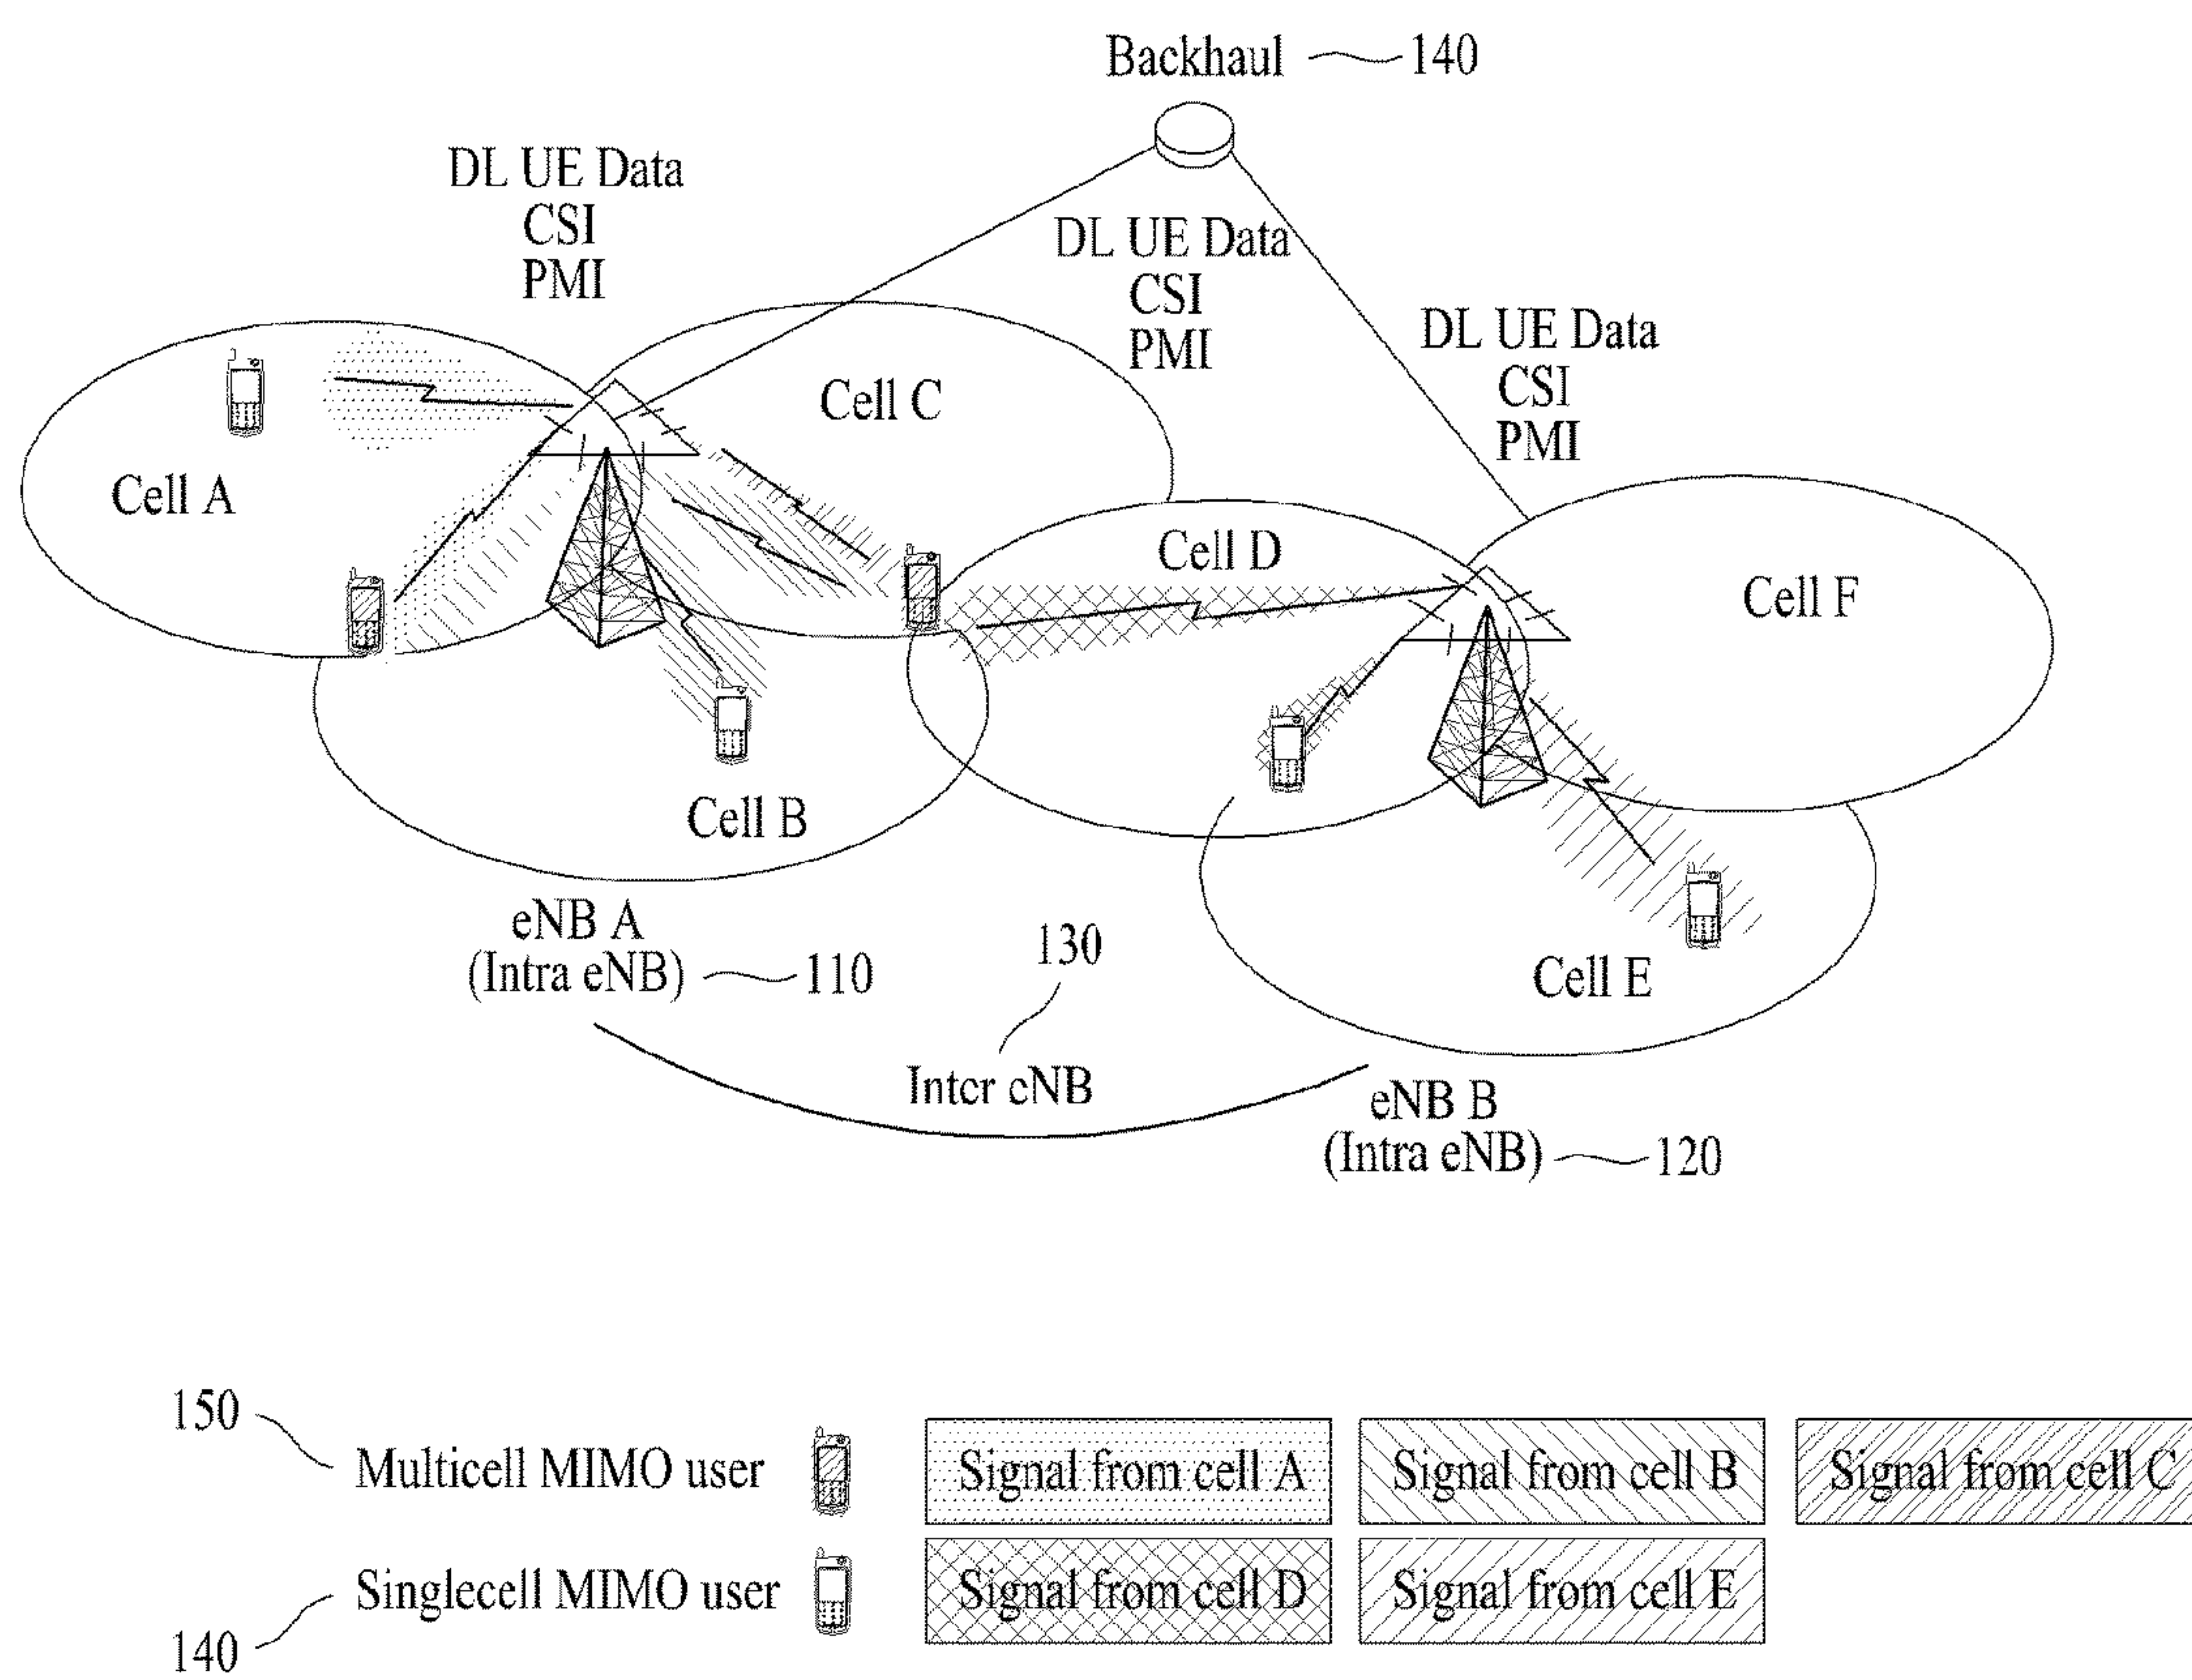 Backhaul 140
DL UE Data
CSI
PMI
DL UE Data
CSI
PMI
DL UE Data
CSI
PMI
Cell A
Cell C
Cell D
Cell F
Cell B
Cell E
eNB A
(Intra eNB) 110
130
Inter eNB
eNB B
(Intra eNB) 120
150
Multicell MIMO user
Signal from cell A
Signal from cell B
Signal from cell C
Singlecell MIMO user
Signal from cell D
Signal from cell E
140